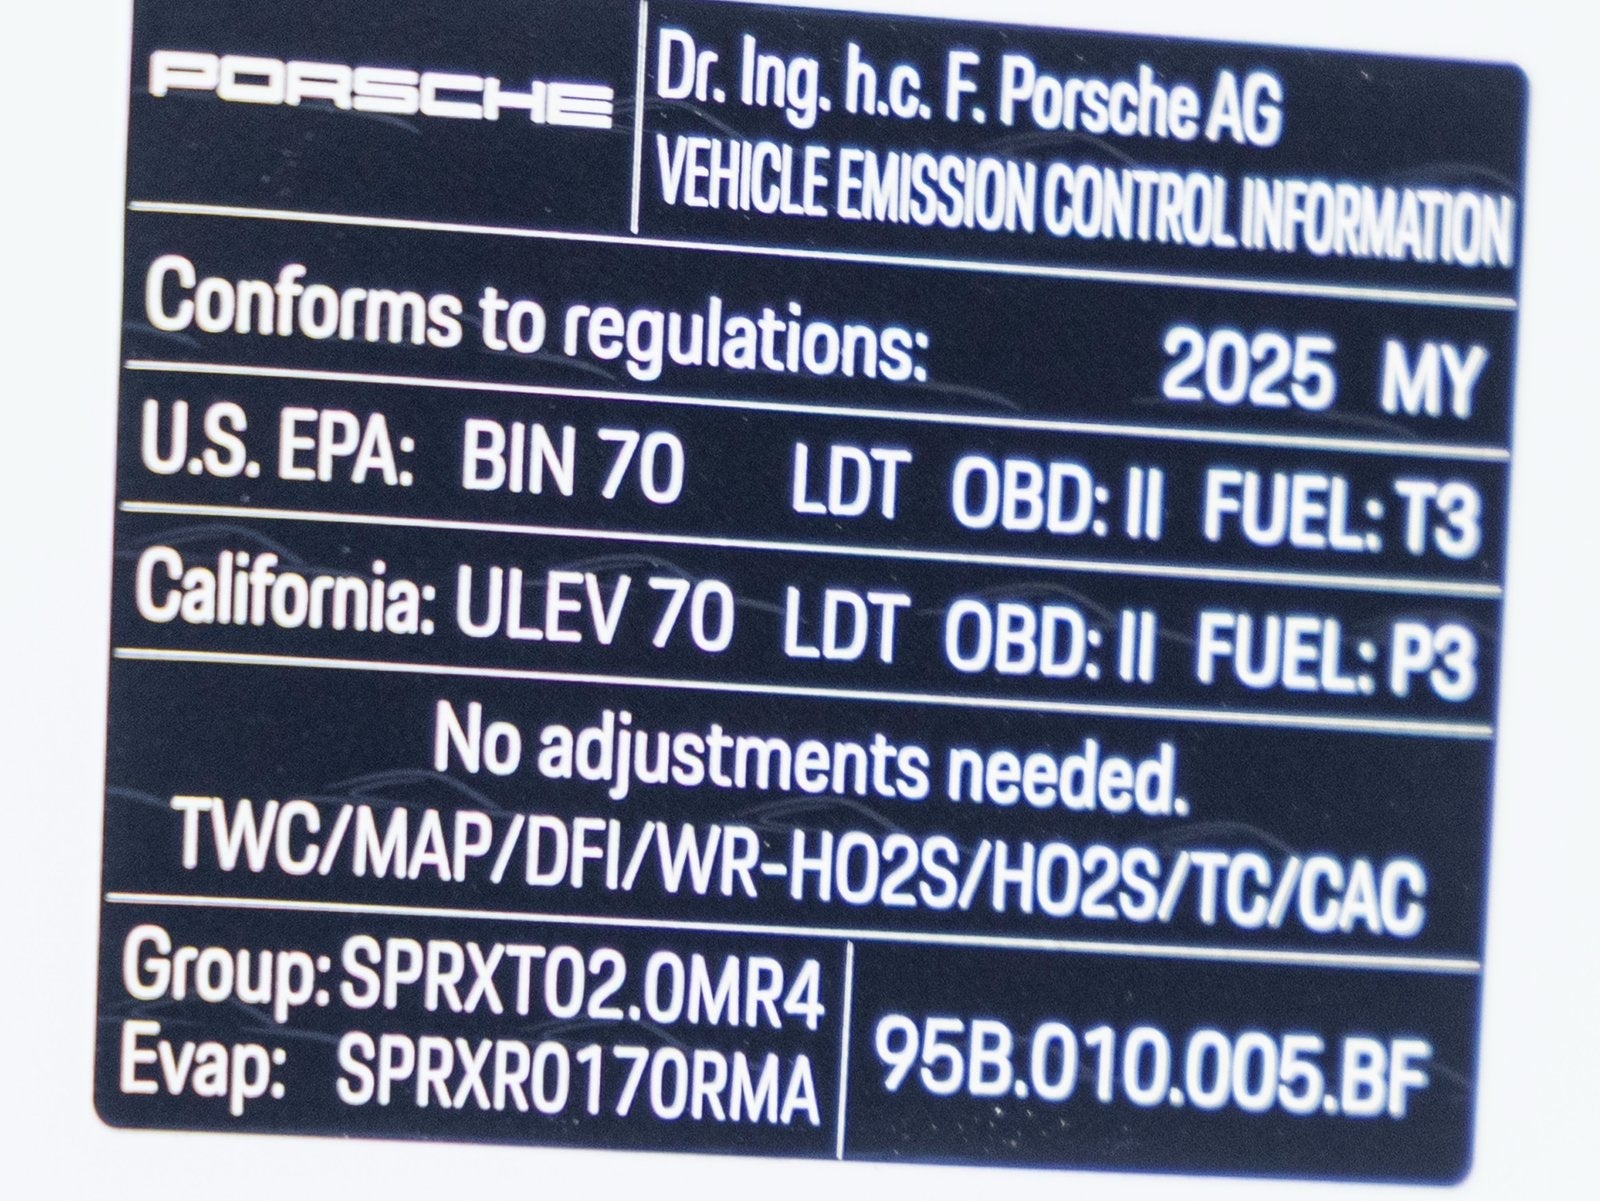 PORSCHE
Dr. Ing. h.c. F. Porsche AG
VEHICLE EMISSION CONTROL INFORMATION
Conforms to regulations: 2025 MY
U.S. EPA: BIN 70 LDT OBD: II FUEL: T3
California: ULEV 70 LDT OBD: II FUEL: P3
No adjustments needed.
TWC/MAP/DFI/WR-HO2S/HO2S/TC/CAC
Group: SPRXT02.0MR4
Evap: SPRXR0170RMA
95B.010.005.BF